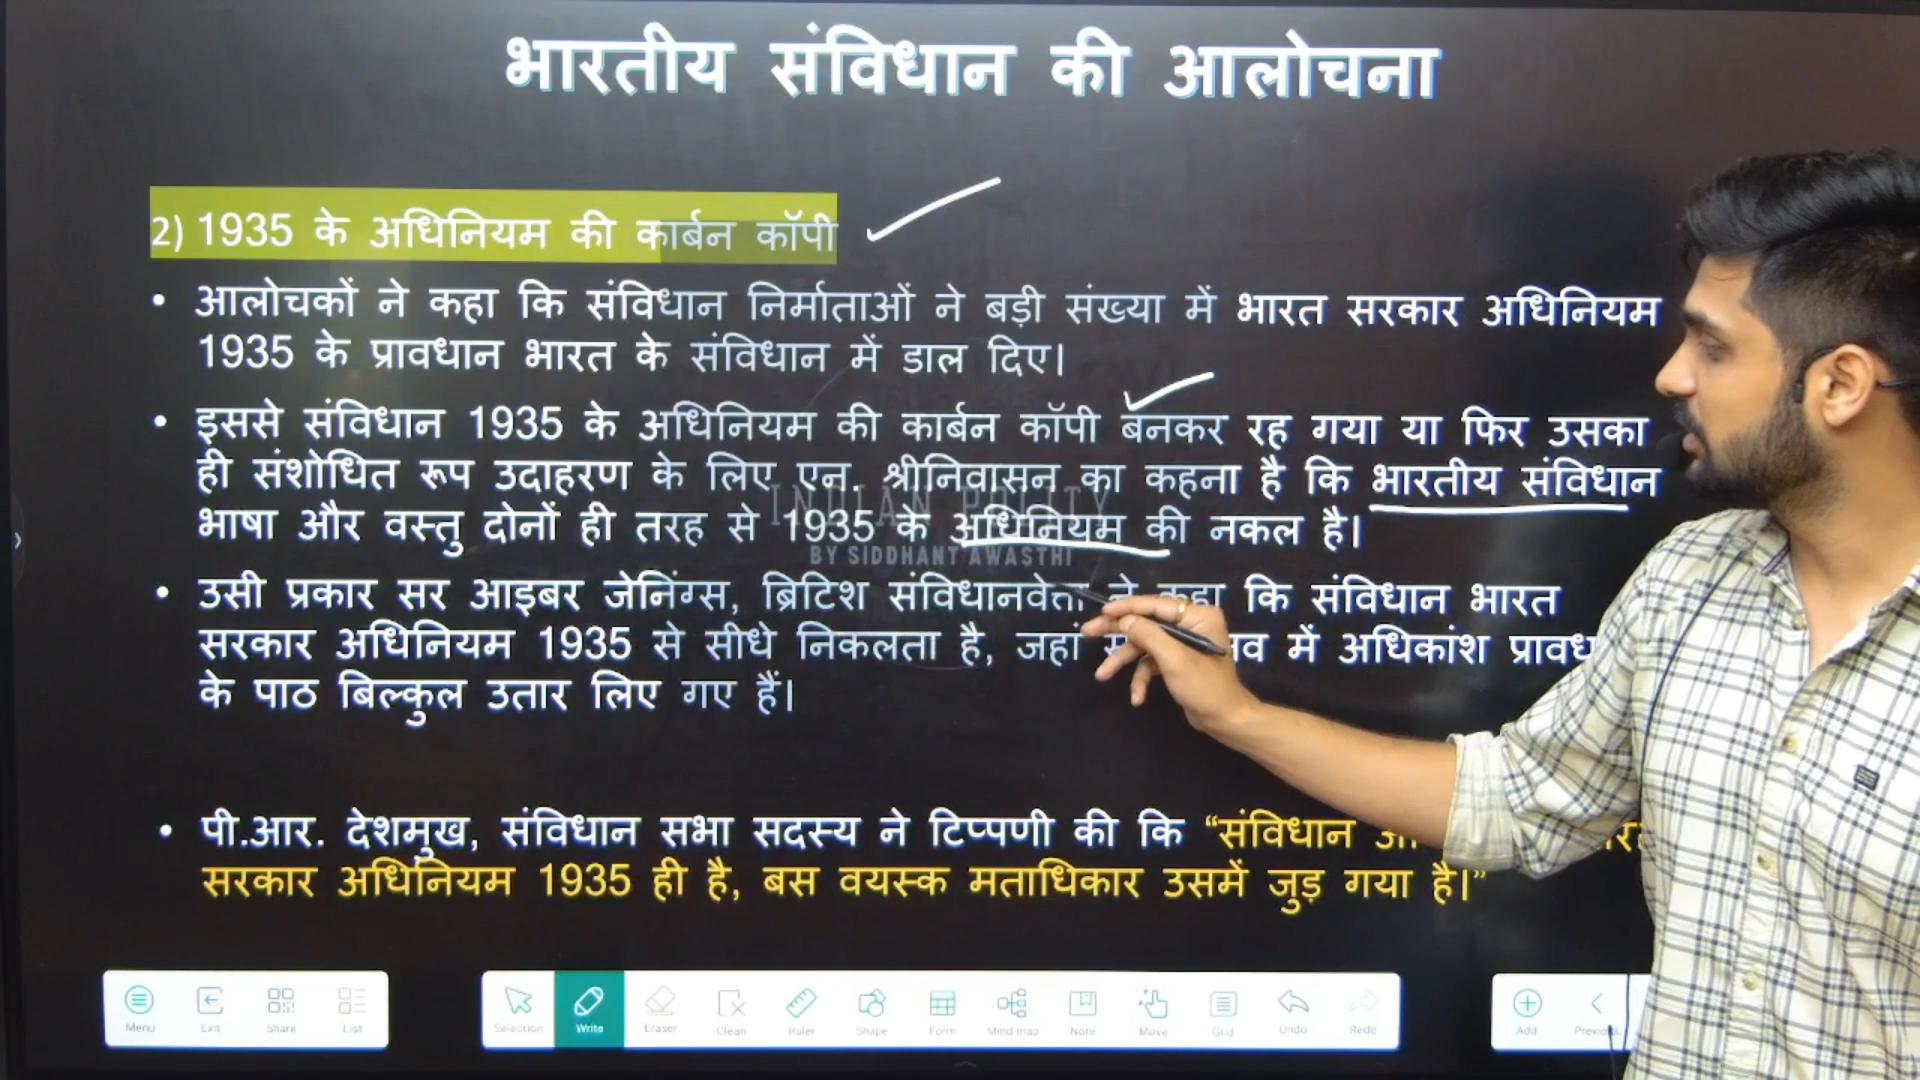 भारतीय संविधान की आलोचना
2) 1935 के अधिनियम की कार्बन कॉपी
• आलोचकों ने कहा कि संविधान निर्माताओं ने बड़ी संख्या में भारत सरकार अधिनियम
1935 के प्रावधान भारत के संविधान में डाल दिए।
• इससे संविधान 1935 के अधिनियम की कार्बन कॉपी बनकर रह गया या फिर उसका
ही संशोधित रूप उदाहरण के लिए एन. श्रीनिवासन का कहना है कि भारतीय संविधान
भाषा और वस्तु दोनों ही तरह से 1935 के अधिनियम की नकल है।
INDIAN POLITY
BY SIDDHANT AWASTHI
• उसी प्रकार सर आइबर जेनिंग्स, ब्रिटिश संविधानवेत्ता ने कहा कि संविधान भारत
सरकार अधिनियम 1935 से सीधे निकलता है, जहां में अधिकांश
के पाठ बिल्कुल उतार लिए गए हैं।
• पी.आर. देशमुख, संविधान सभा सदस्य ने टिप्पणी की कि “संविधान
सरकार अधिनियम 1935 ही है, बस वयस्क मताधिकार उसमें जुड़ गया है।”
Menu Exit Share List Selection Write Eraser Clean Ruler Shape Form Mind map Note Move Grid Undo Redo Add